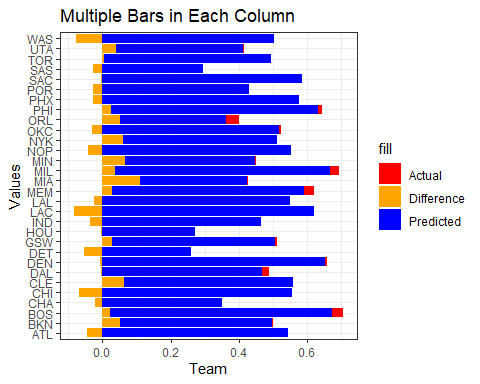 Multiple Bars in Each Column
WAS
UTA
TOR
SAS
SAC
POR
PHX
PHI
ORL
OKC
NYK
NOP
MIN
MIL
MIA
MEM
LAL
LAC
IND
HOU
GSW
DET
DEN
DAL
CLE
CHI
CHA
BOS
BKN
ATL
Values
0.0 0.2 0.4 0.6
Team
fill
Actual
Difference
Predicted